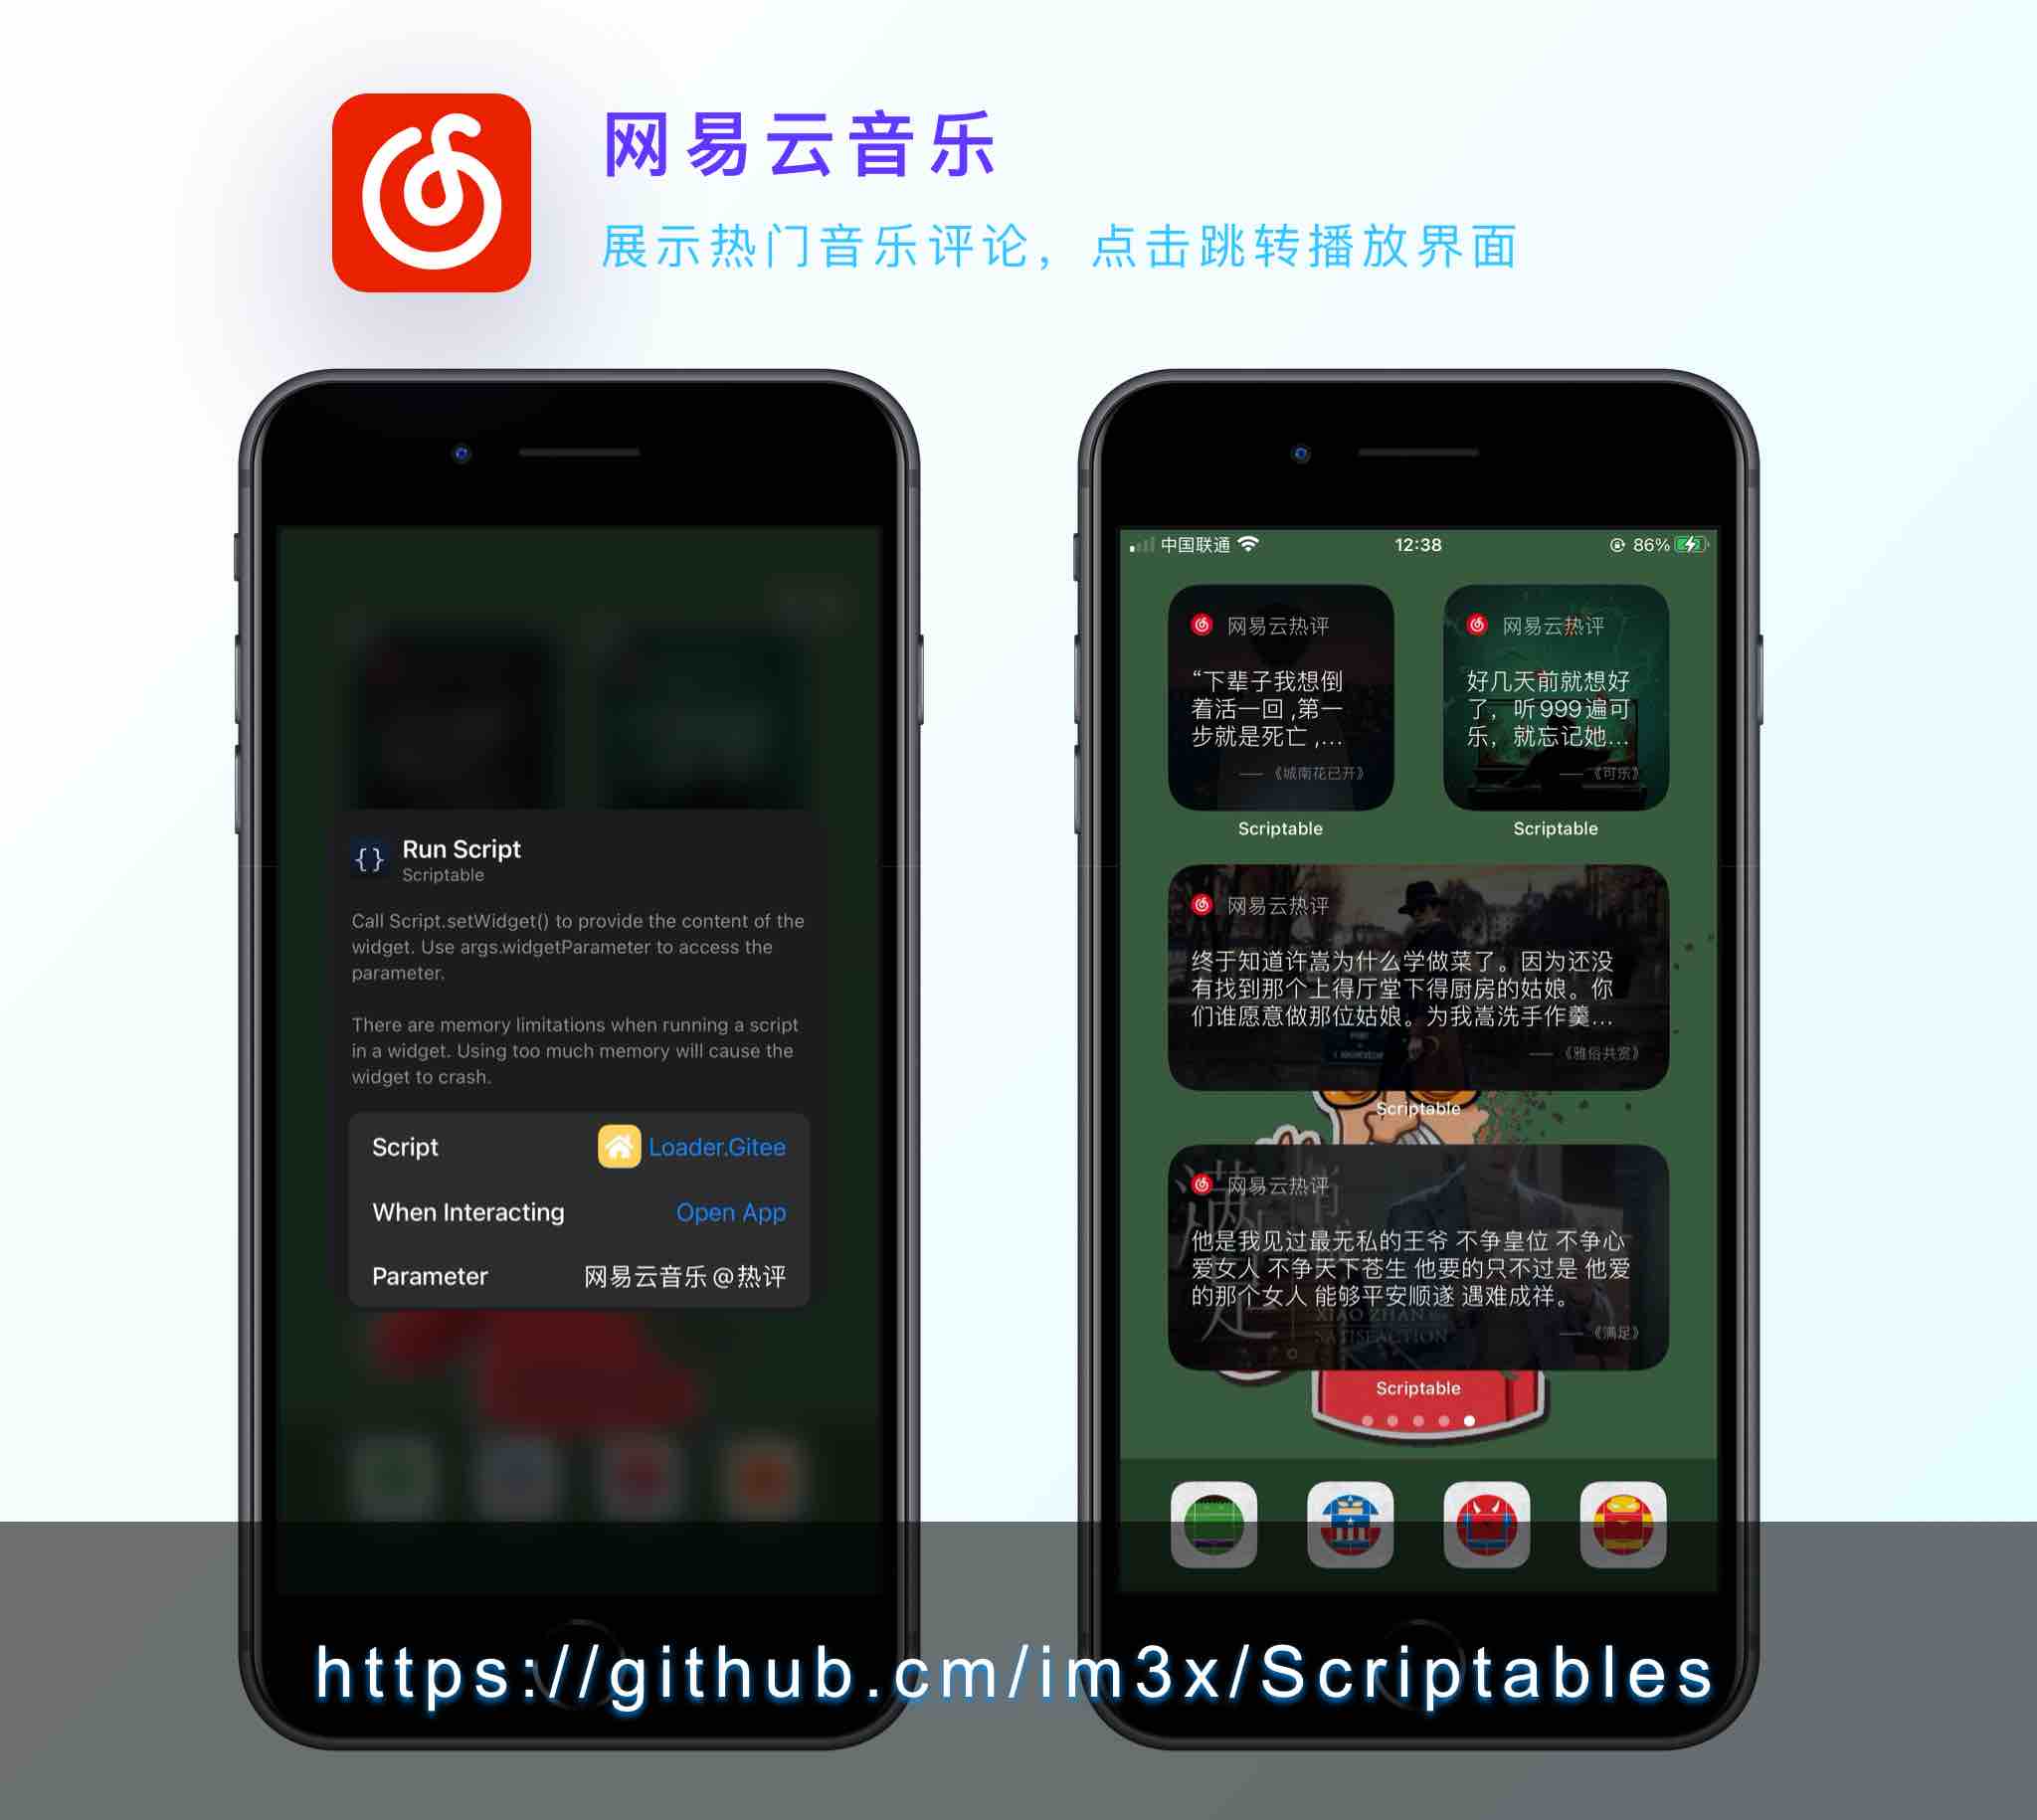 网易云音乐
展示热门音乐评论，点击跳转播放界面
Run Script
Scriptable
Call Script.setWidget() to provide the content of the
widget. Use args.widgetParameter to access the
parameter.
There are memory limitations when running a script
in a widget. Using too much memory will cause the
widget to crash.
Script Loader.Gitee
When Interacting Open App
Parameter 网易云音乐@热评
中国联通 12:38 86%
网易云热评
“下辈子我想倒
着活一回 ,第一
步就是死亡 ,...
—— 《城南花已开》
Scriptable
网易云热评
好几天前就想好
了，听999遍可
乐，就忘记她...
—— 《可乐》
Scriptable
网易云热评
终于知道许嵩为什么学做菜了。因为还没
有找到那个上得厅堂下得厨房的姑娘。你
们谁愿意做那位姑娘。为我嵩洗手作羹...
—— 《雅俗共赏》
Scriptable
网易云热评
他是我见过最无私的王爷 不争皇位 不争心
爱女人 不争天下苍生 他要的只不过是 他爱
的那个女人 能够平安顺遂 遇难成祥。
满足
XIAO ZHAN
SATISFACTION
—— 《满足》
Scriptable
https://github.cm/im3x/Scriptables